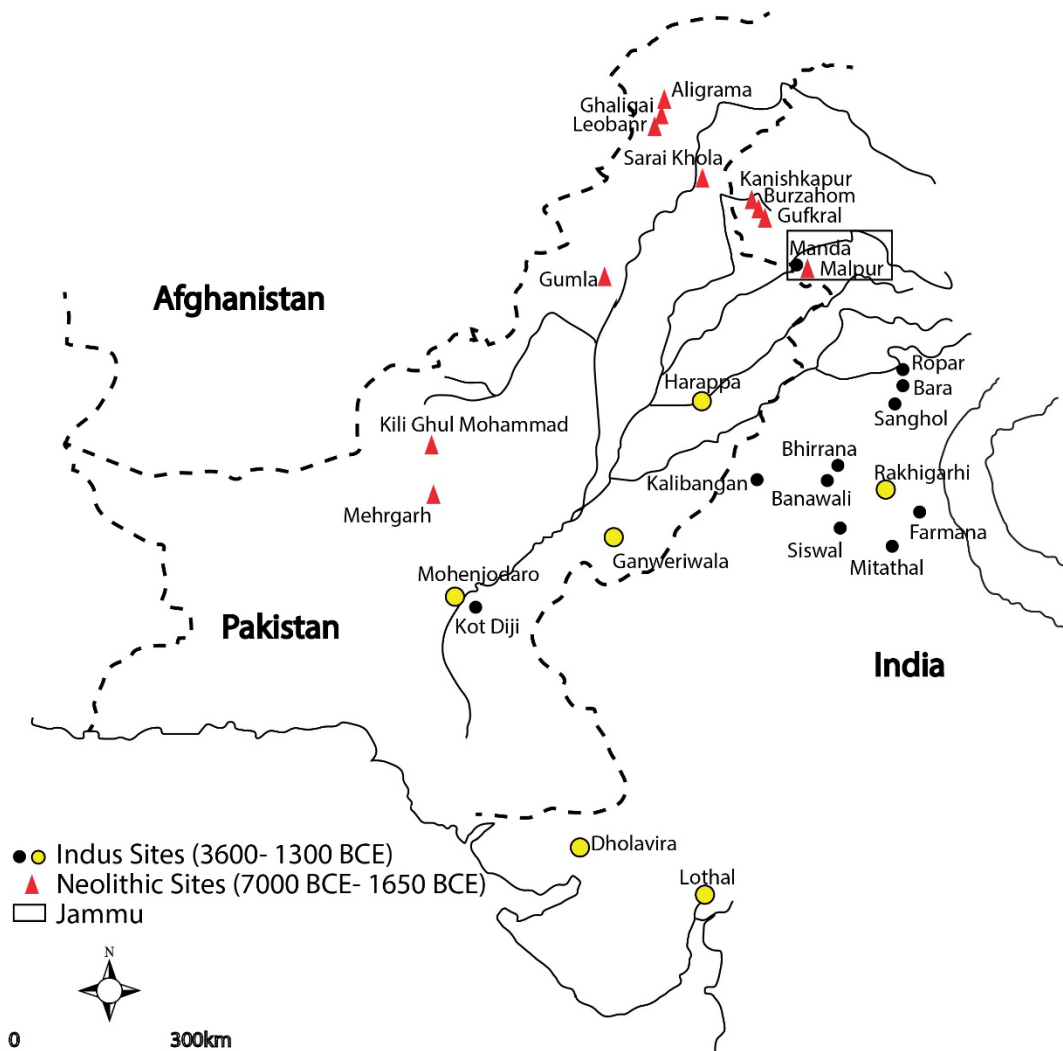 Aligrama
Ghaligai
Leobanr
Sarai Khola
Kanishkapur
Burzahom
Gufkral
Manda
Malpur
Gumla
Afghanistan
Ropar
Harappa
Bara
Sanghol
Kili Ghul Mohammad
Bhirrana
Rakhigarhi
Kalibangan
Banawali
Mehrgarh
Farmana
Siswal
Ganweriwala
Mitathal
Mohenjodaro
Pakistan
Kot Diji
India
Dholavira
Indus Sites (3600- 1300 BCE)
Lothal
Neolithic Sites (7000 BCE- 1650 BCE)
Jammu
N
0 300km